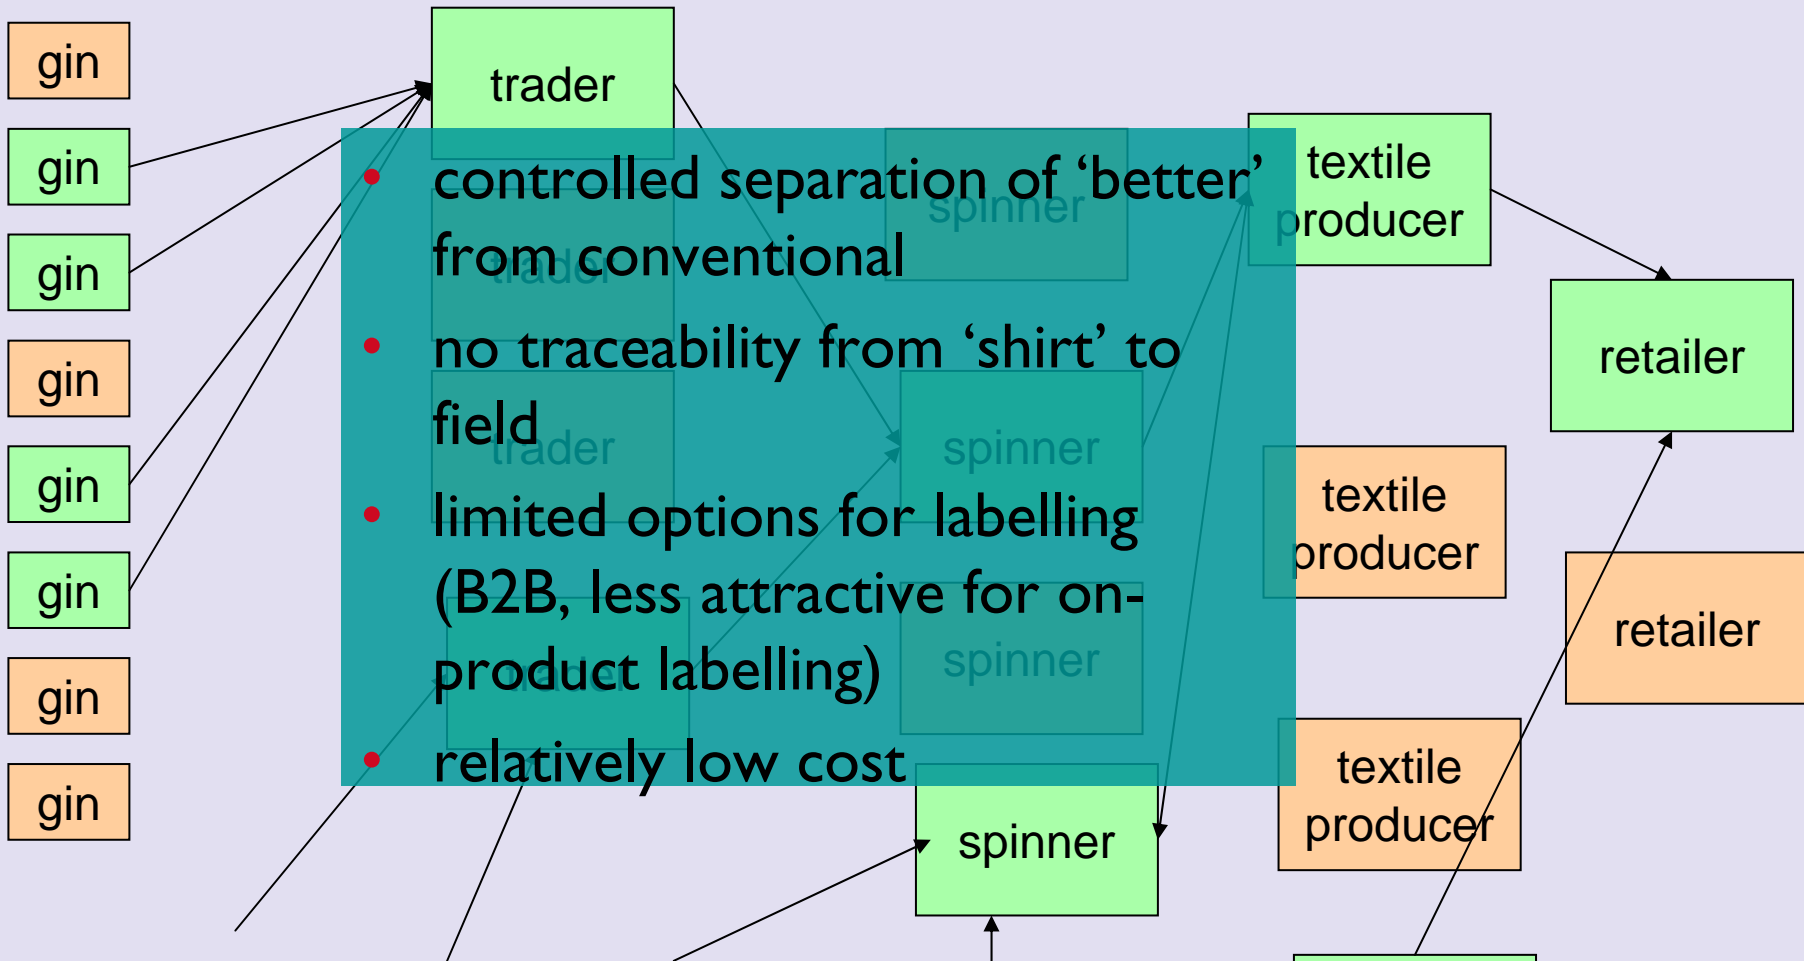 gin
gin
gin
gin
gin
gin
gin
gin
trader
trader
trader
trader
spinner
spinner
spinner
spinner
textile
producer
textile
producer
textile
producer
retailer
retailer
• controlled separation of ‘better’
from conventional
• no traceability from ‘shirt’ to
field
• limited options for labelling
(B2B, less attractive for on-
product labelling)
• relatively low cost